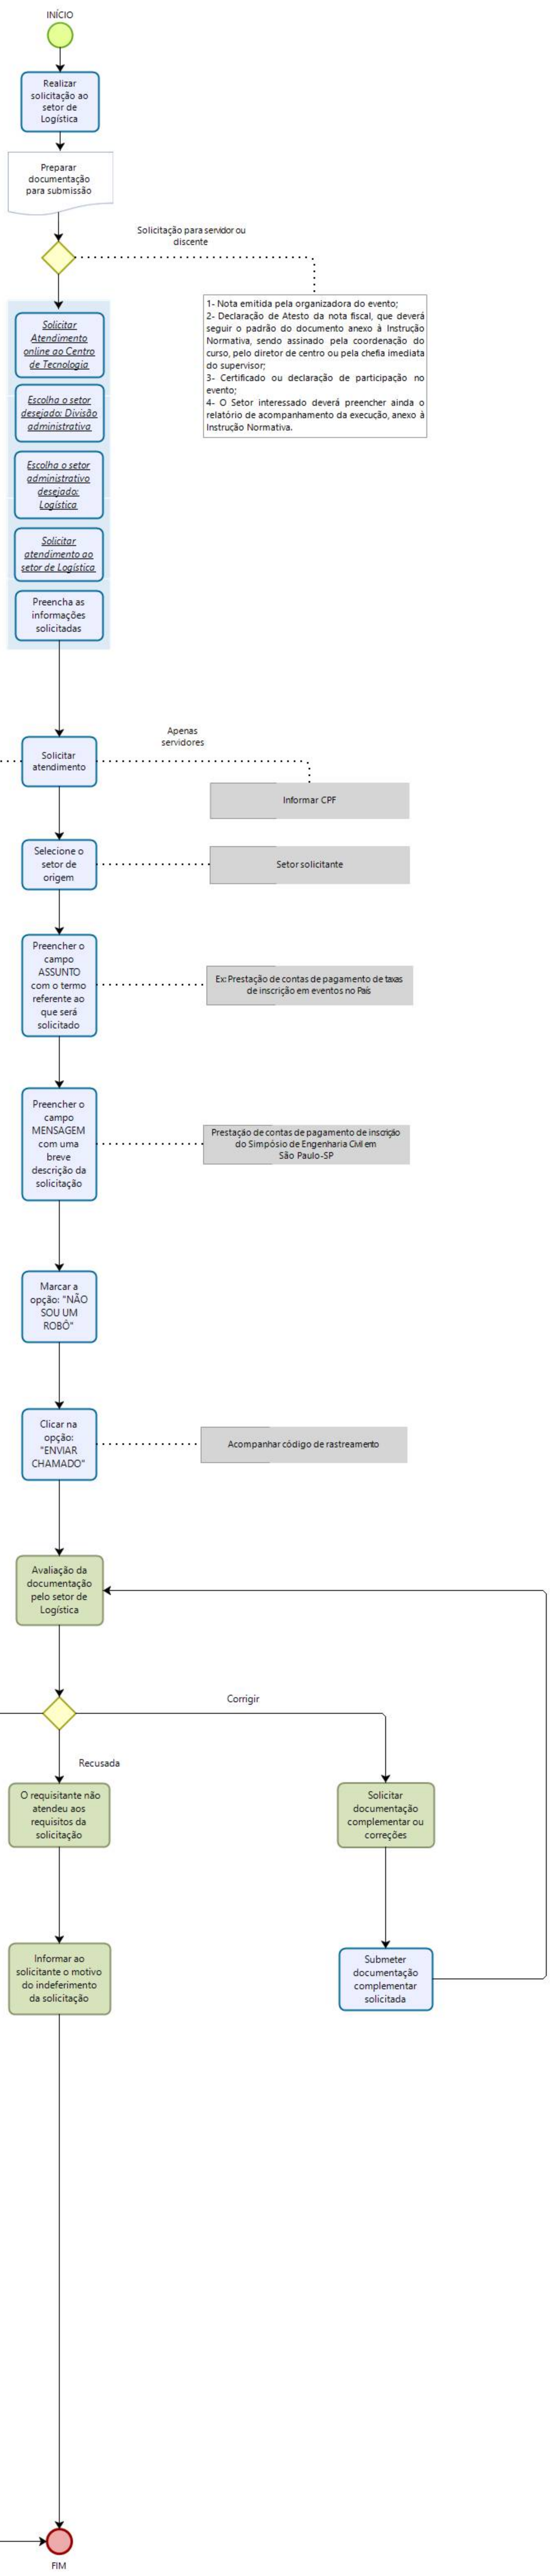 INÍCIO
Realizar
solicitação ao
setor de
Logística
Preparar
documentação
para submissão
Solicitação para servidor ou
discente
1- Nota emitida pela organizadora do evento;
2- Declaração de Atesto da nota fiscal, que deverá
seguir o padrão do documento anexo à Instrução
Normativa, sendo assinado pela coordenação do
curso, pelo diretor de centro ou pela chefia imediata
do supervisor;
3- Certificado ou declaração de participação no
evento;
4- O Setor interessado deverá preencher ainda o
relatório de acompanhamento da execução, anexo à
Instrução Normativa.
Solicitar
Atendimento
online ao Centro
de Tecnologia
Escolha o setor
desejado: Divisão
administrativa
Escolha o setor
administrativo
desejado:
Logística
Solicitar
atendimento ao
setor de Logística
Preencha as
informações
solicitadas
Apenas
servidores
Solicitar
atendimento
Informar CPF
Selecione o
setor de
origem
Setor solicitante
Preencher o
campo
ASSUNTO
com o termo
referente ao
que será
solicitado
Ex: Prestação de contas de pagamento de taxas
de inscrição em eventos no País
Preencher o
campo
MENSAGEM
com uma
breve
descrição da
solicitação
Prestação de contas de pagamento de inscrição
do Simpósio de Engenharia Civil em
São Paulo-SP
Marcar a
opção: "NÃO
SOU UM
ROBÔ"
Clicar na
opção:
"ENVIAR
CHAMADO"
Acompanhar código de rastreamento
Avaliação da
documentação
pelo setor de
Logística
Corrigir
Recusada
O requisitante não
atendeu aos
requisitos da
solicitação
Solicitar
documentação
complementar ou
correções
Informar ao
solicitante o motivo
do indeferimento
da solicitação
Submeter
documentação
complementar
solicitada
FIM